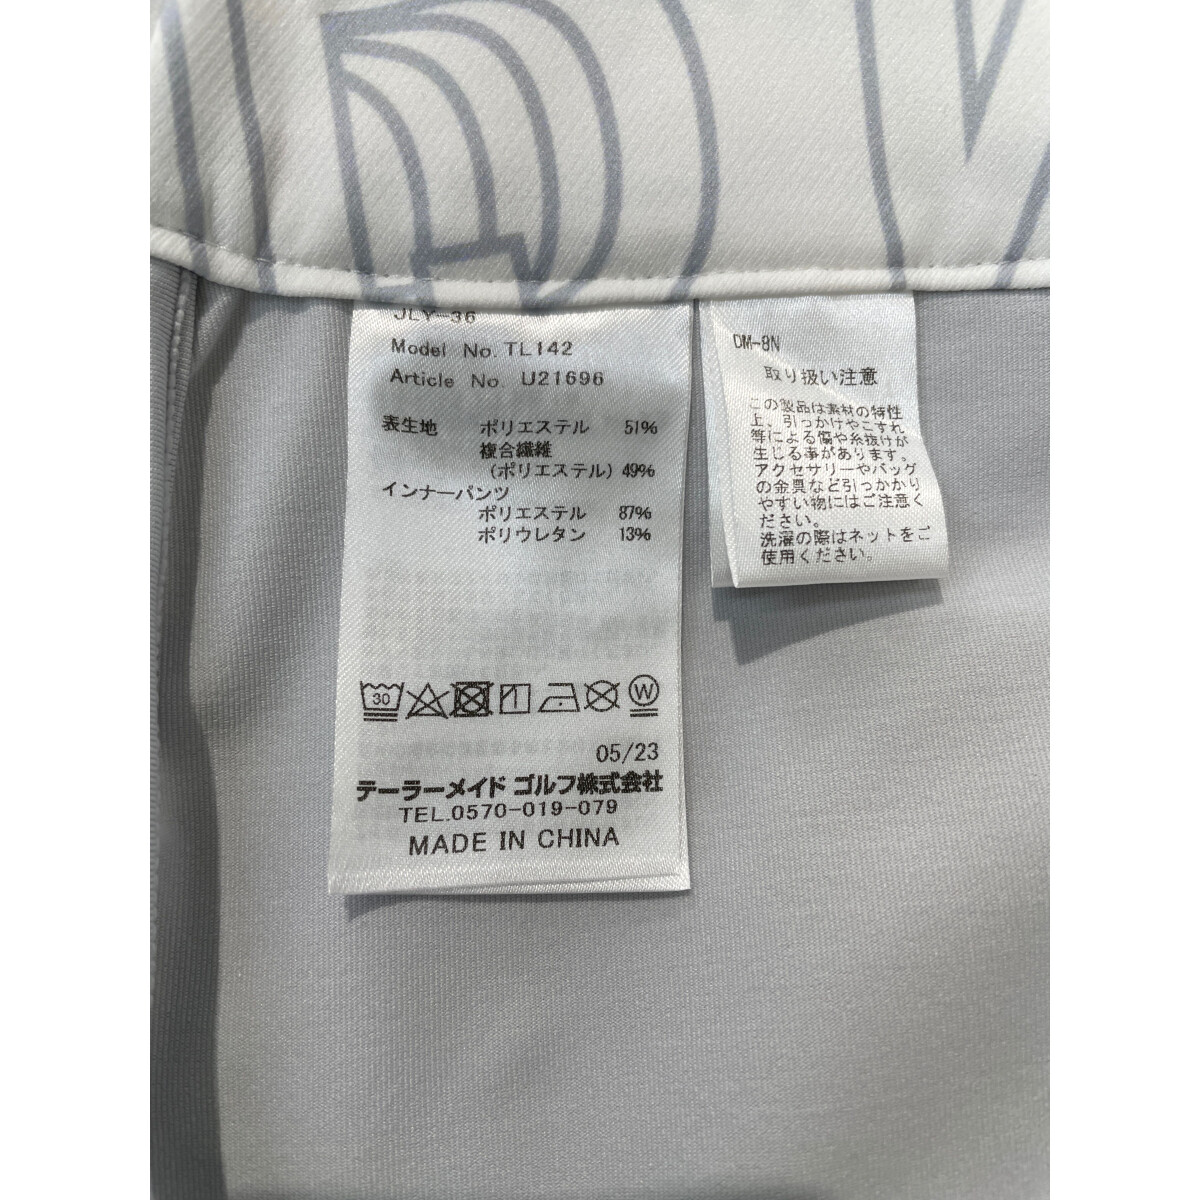 JLY-36
Model No. TL142
Article No. U21696
表生地 ポリエステル 51%
複合繊維
(ポリエステル) 49%
インナーパンツ
ポリエステル 87%
ポリウレタン 13%
30
W
05/23
テーラーメイド ゴルフ株式会社
TEL.0570-019-079
MADE IN CHINA
DM-8N
取り扱い注意
この製品は素材の特性
上、引っかけやこすれ
等による傷や糸抜けが
生じる事があります。
アクセサリーやバッグ
の金具など引っかかり
やすい物にはご注意く
ださい。
洗濯の際はネットをご
使用ください。